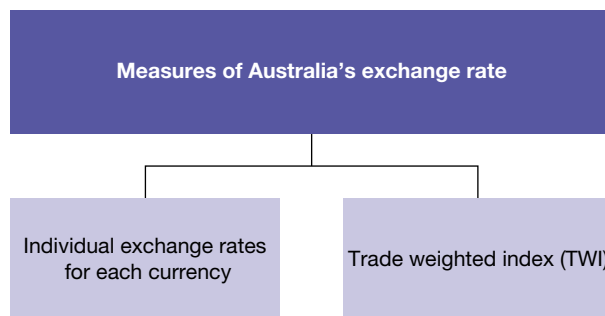 Measures of Australia's exchange rate
Individual exchange rates
for each currency
Trade weighted index (TWI)